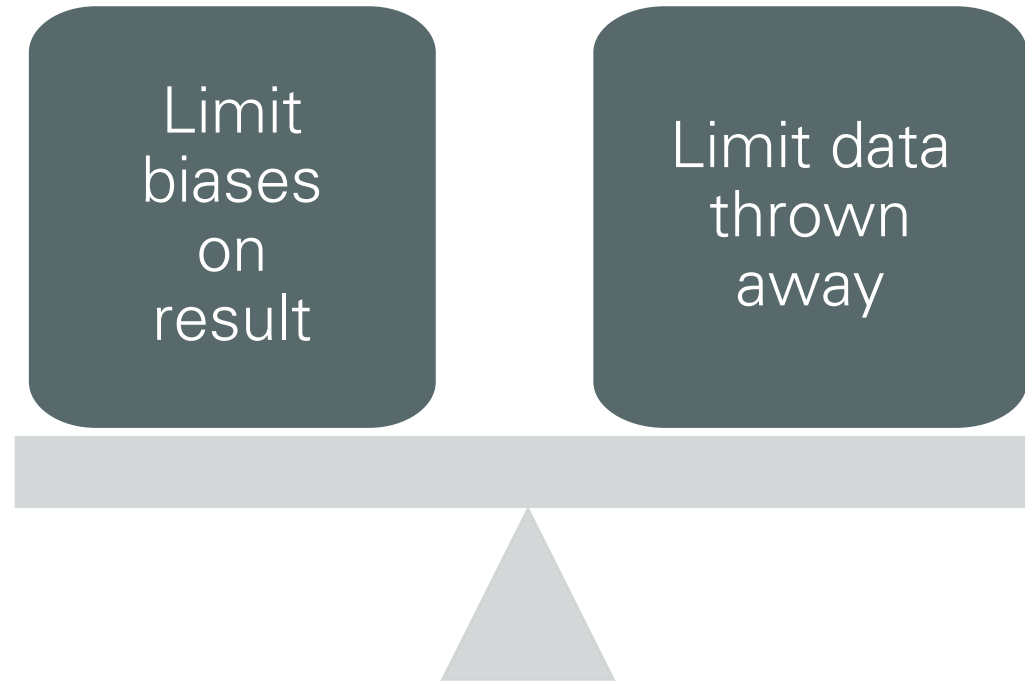 Limit
biases
on
result
Limit data
thrown
away